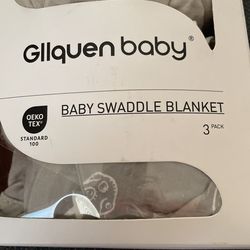 Gllquen baby®
OEKO
TEX®
STANDARD
100
BABY SWADDLE BLANKET
3 PACK